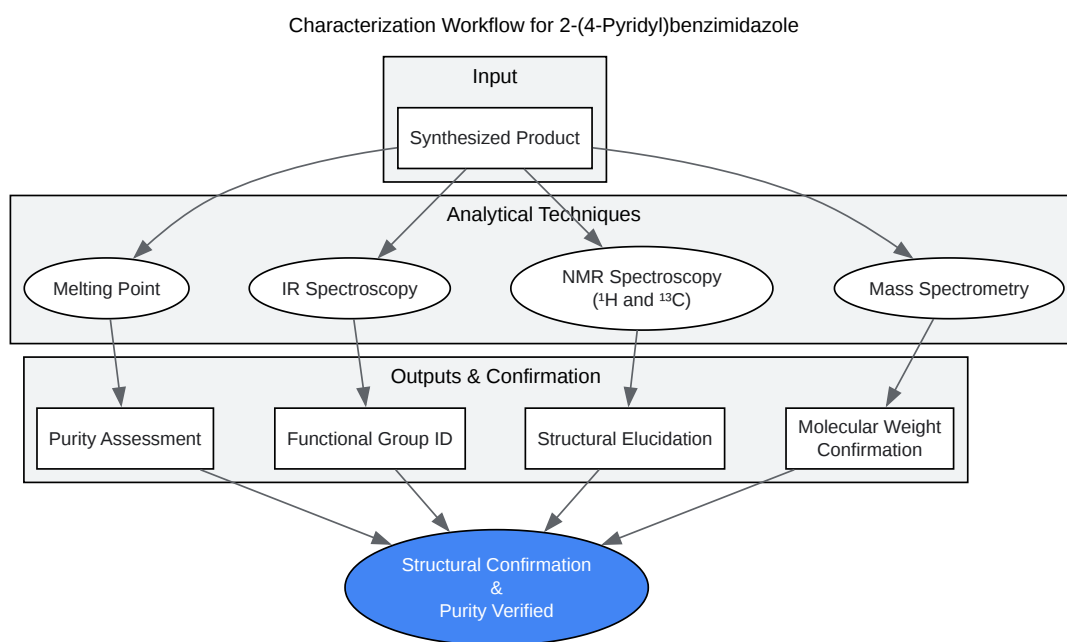 Characterization Workflow for 2-(4-Pyridyl)benzimidazole
Input
Synthesized Product
Analytical Techniques
Melting Point
IR Spectroscopy
NMR Spectroscopy
(¹H and ¹³C)
Mass Spectrometry
Outputs & Confirmation
Purity Assessment
Functional Group ID
Structural Elucidation
Molecular Weight
Confirmation
Structural Confirmation
&
Purity Verified